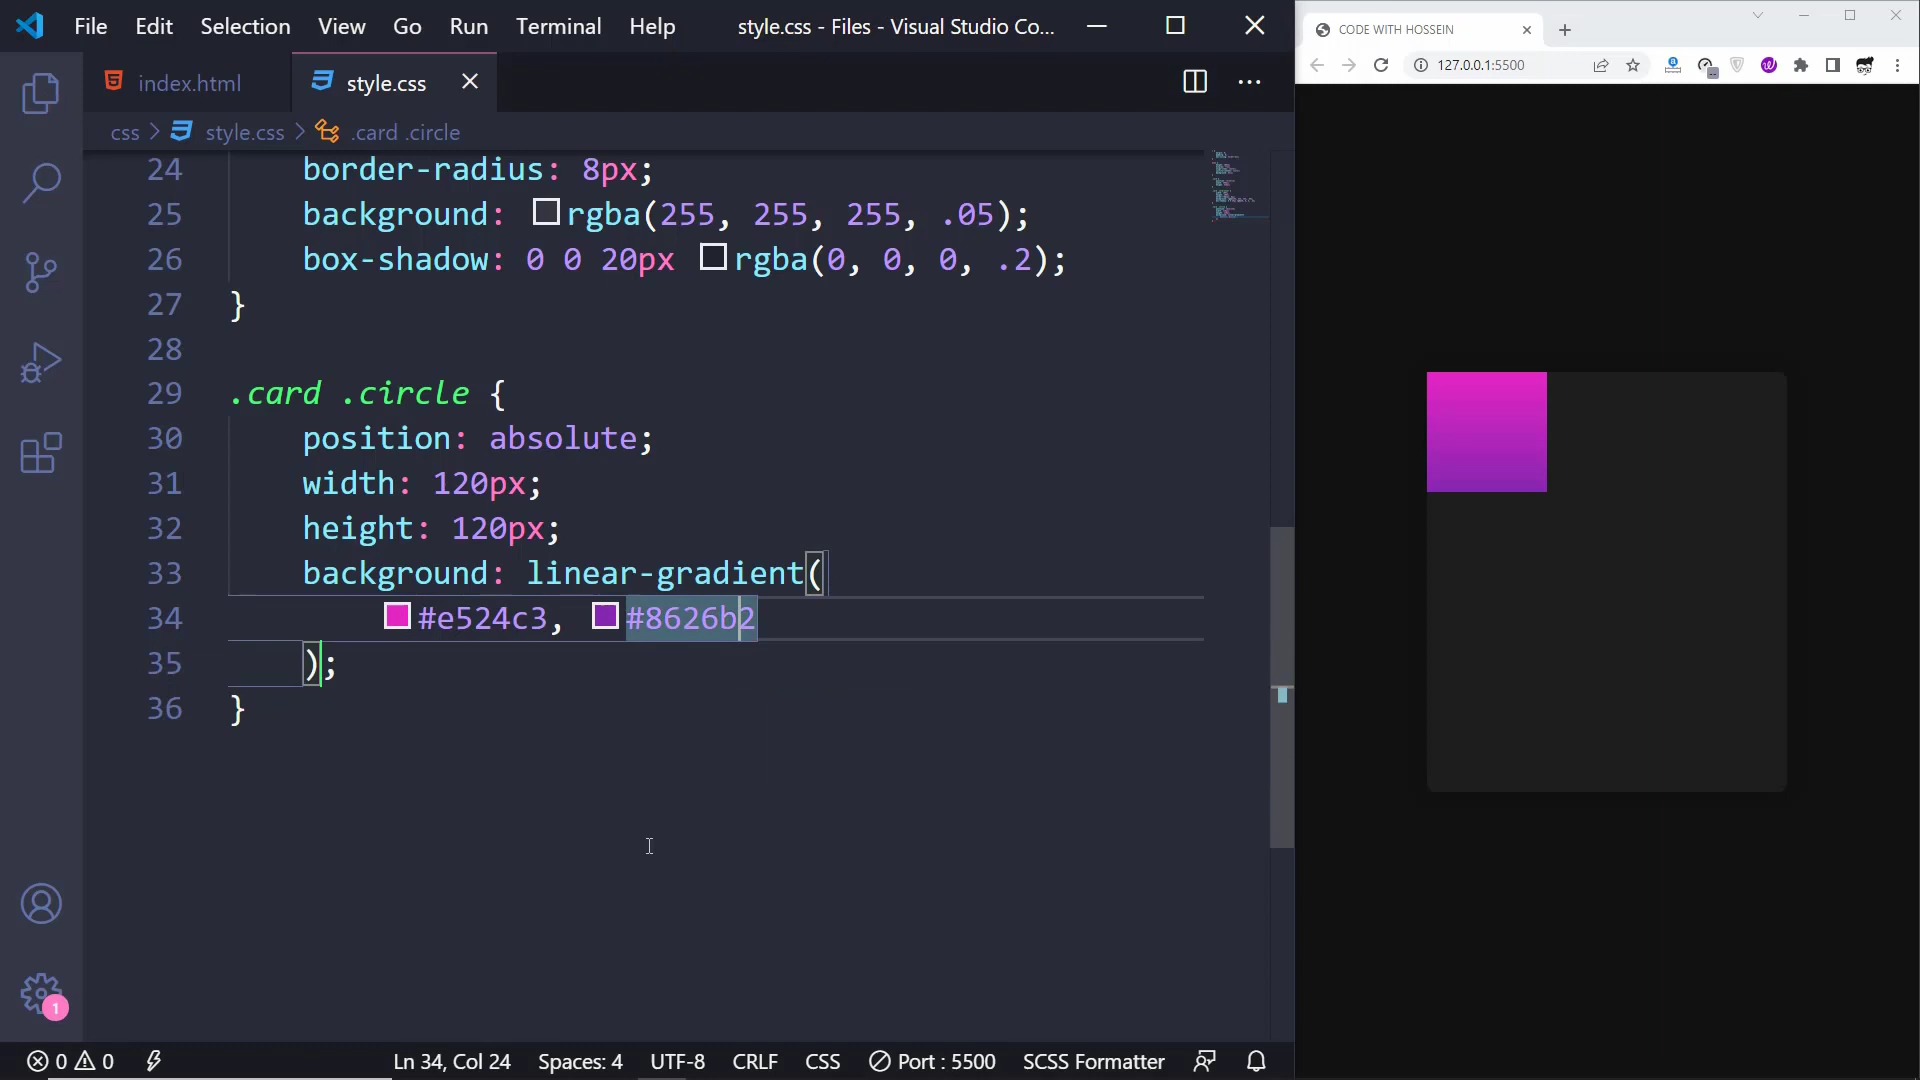 File Edit Selection View Go Run Terminal Help style.css - Files - Visual Studio Co...
index.html style.css
css > style.css > .card .circle
24 border-radius: 8px;
25 background: rgba(255, 255, 255, .05);
26 box-shadow: 0 0 20px rgba(0, 0, 0, .2);
27 }
28
29 .card .circle {
30 position: absolute;
31 width: 120px;
32 height: 120px;
33 background: linear-gradient(
34 #e524c3, #8626b2
35 );
36 }
1
0 0 Ln 34, Col 24 Spaces: 4 UTF-8 CRLF CSS Port : 5500 SCSS Formatter
CODE WITH HOSSEIN
127.0.0.1:5500